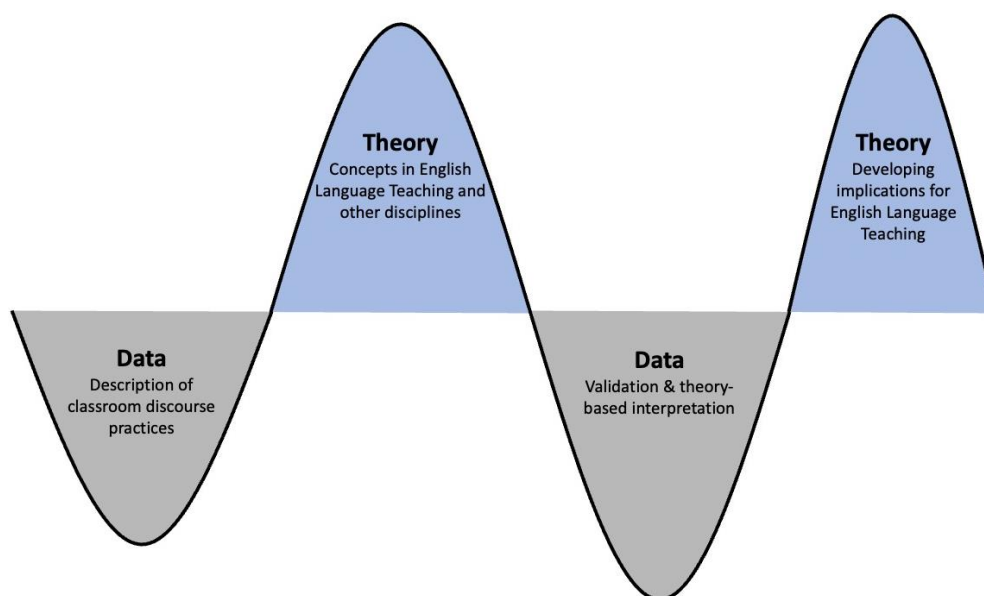 Data
Description of
classroom discourse
practices
Theory
Concepts in English
Language Teaching and
other disciplines
Data
Validation & theory-
based interpretation
Theory
Developing
implications for
English Language
Teaching